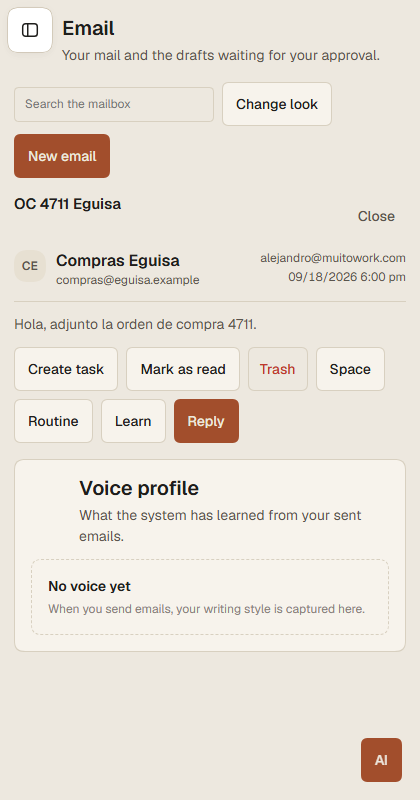 Email
Your mail and the drafts waiting for your approval.
Search the mailbox
Change look
New email
OC 4711 Eguisa
Close
CE
Compras Eguisa
compras@eguisa.example
alejandro@muitowork.com
09/18/2026 6:00 pm
Hola, adjunto la orden de compra 4711.
Create task
Mark as read
Trash
Space
Routine
Learn
Reply
Voice profile
What the system has learned from your sent
emails.
No voice yet
When you send emails, your writing style is captured here.
AI